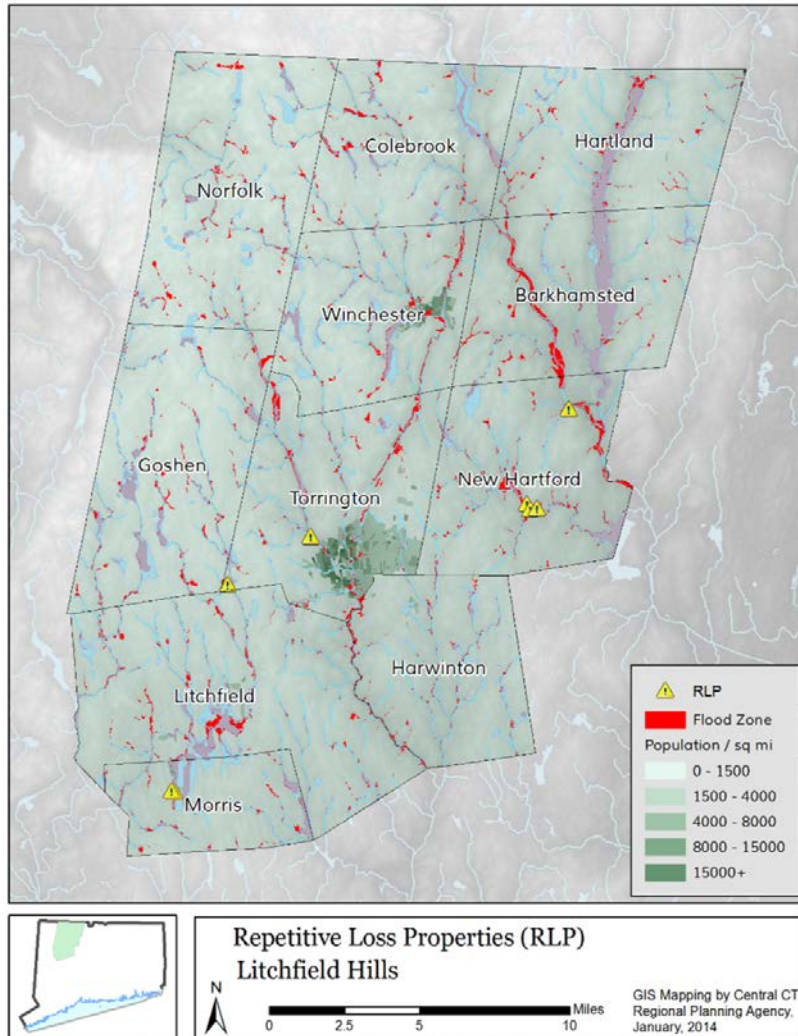 Colebrook
Hartland
Norfolk
Winchester
Barkhamsted
Goshen
Torrington
New Hartford
Harwinton
Litchfield
Morris
RLP
Flood Zone
Population / sq mi
0 - 1500
1500 - 4000
4000 - 8000
8000 - 15000
15000+
Repetitive Loss Properties (RLP)
Litchfield Hills
N
Miles
0 2.5 5 10
GIS Mapping by Central CT
Regional Planning Agency,
January, 2014